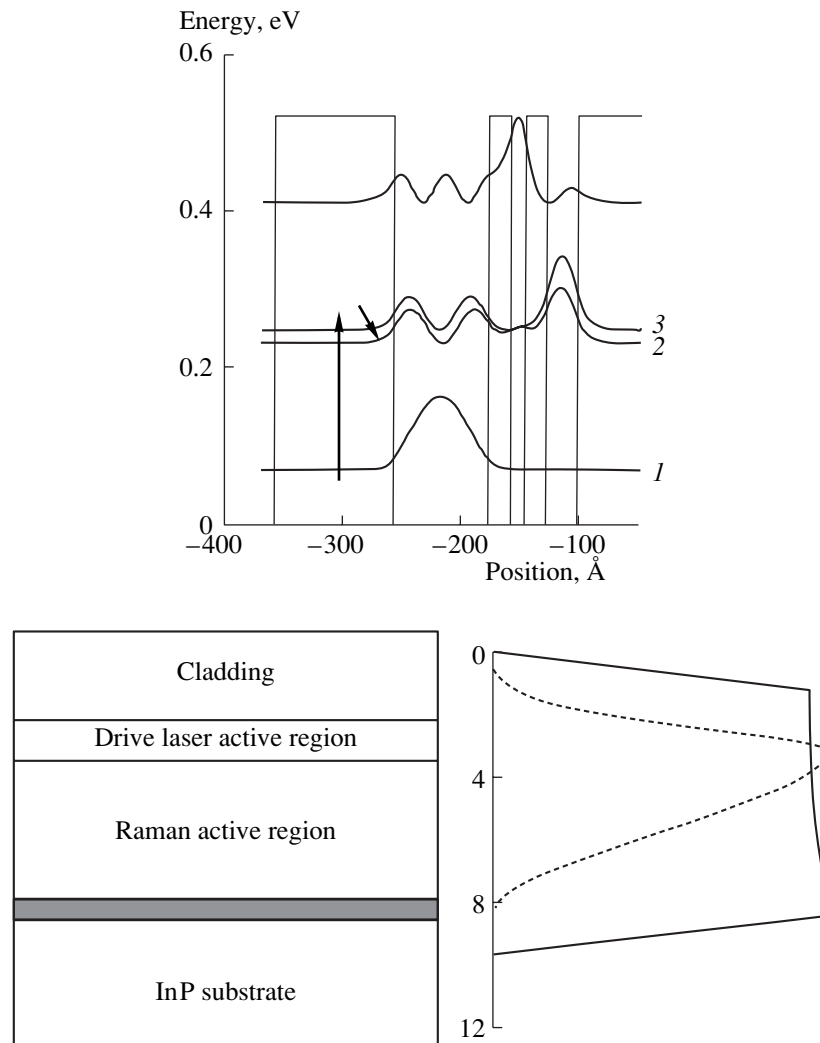 Energy, eV
0.6
0.4
0.2
0
3
2
1
−400 −300 −200 −100
Position, Å
Cladding
Drive laser active region
Raman active region
InP substrate
0
4
8
12